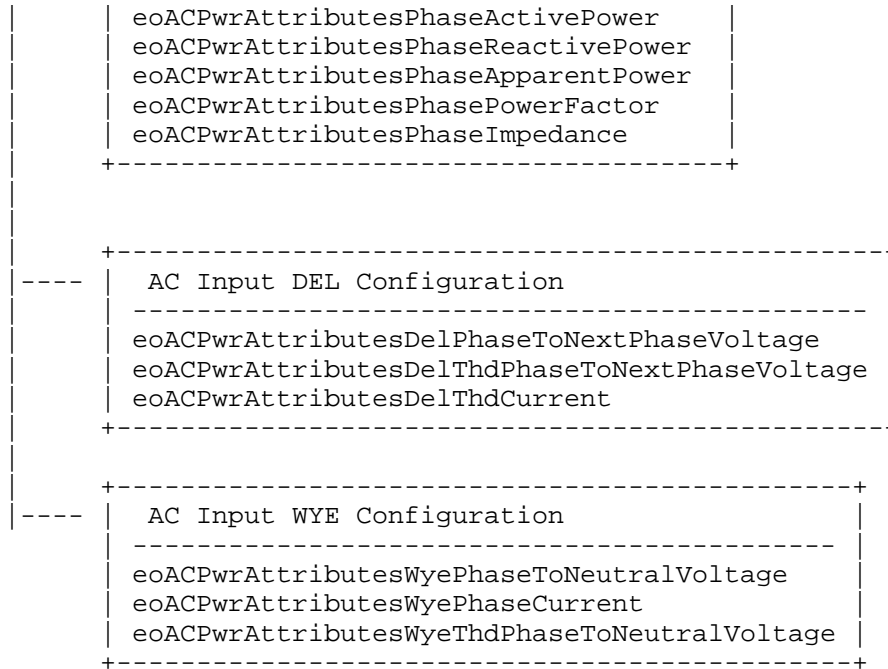 eoACPwrAttributesPhaseActivePower
eoACPwrAttributesPhaseReactivePower
eoACPwrAttributesPhaseApparentPower
eoACPwrAttributesPhasePowerFactor
eoACPwrAttributesPhaseImpedance
AC Input DEL Configuration
eoACPwrAttributesDelPhaseToNextPhaseVoltage
eoACPwrAttributesDelThdPhaseToNextPhaseVoltage
eoACPwrAttributesDelThdCurrent
AC Input WYE Configuration
eoACPwrAttributesWyePhaseToNeutralVoltage
eoACPwrAttributesWyePhaseCurrent
eoACPwrAttributesWyeThdPhaseToNeutralVoltage